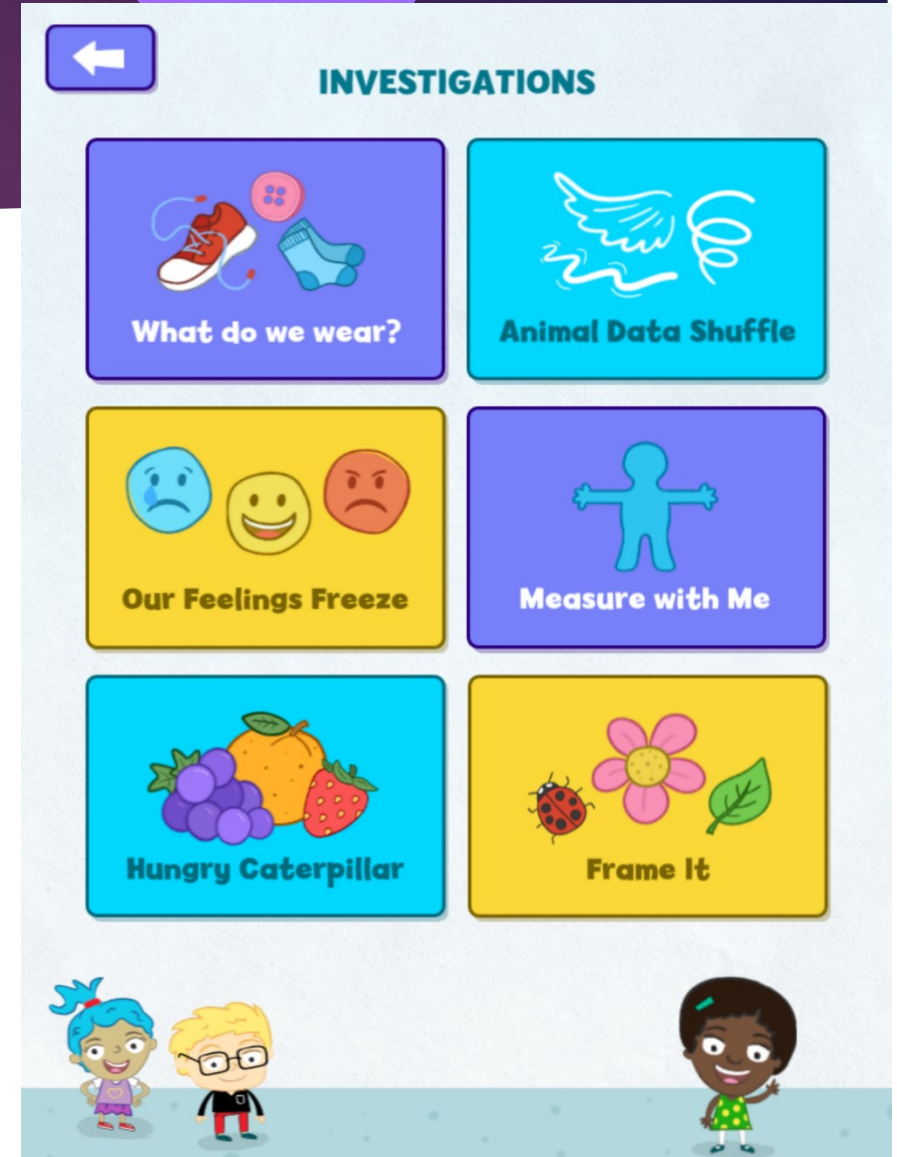 INVESTIGATIONS
What do we wear?
Animal Data Shuffle
Our Feelings Freeze
Measure with Me
Hungry Caterpillar
Frame It